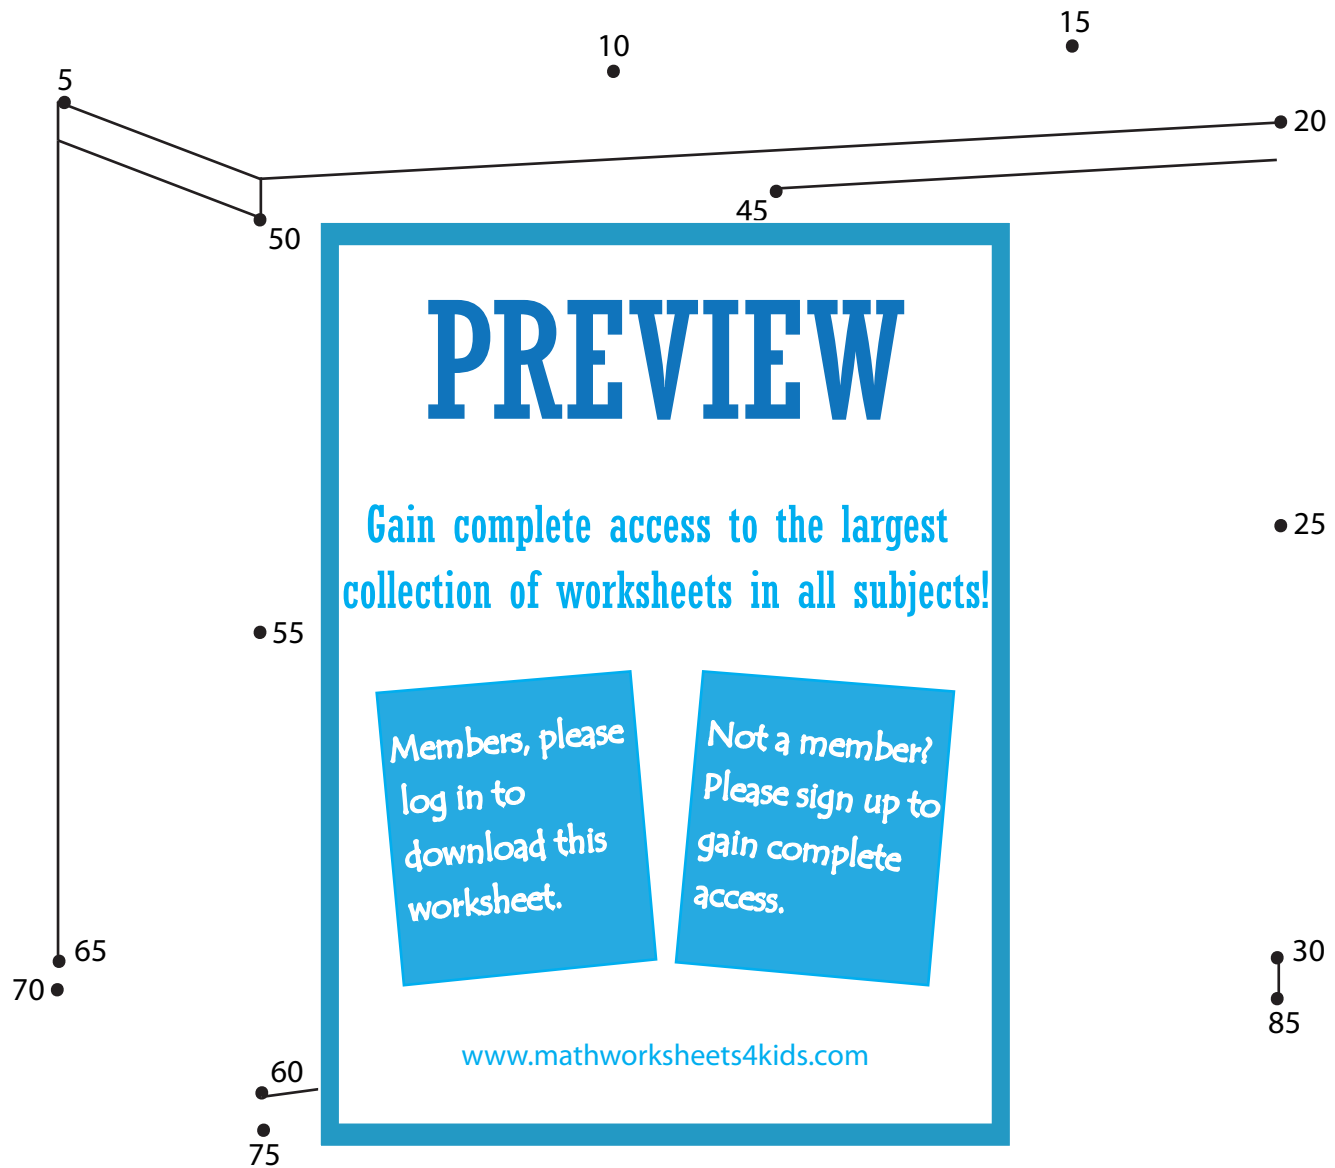 15
10
5
20
45
50
PREVIEW
Gain complete access to the largest
collection of worksheets in all subjects!
25
55
Members, please
log in to
download this
worksheet.
Not a member?
Please sign up to
gain complete
access.
65
30
70
85
www.mathworksheets4kids.com
60
75